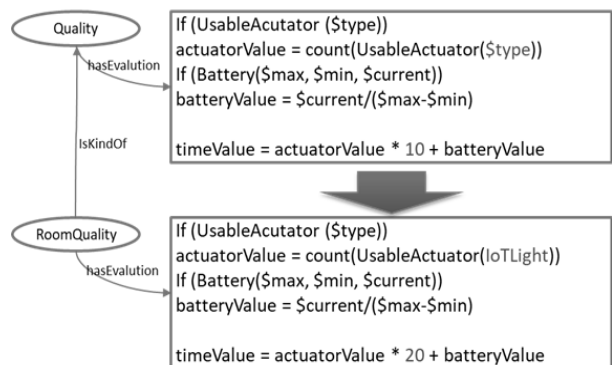 Quality
If (UsableAcutator ($type))
actuatorValue = count(UsableActuator($type))
hasEvalution
If (Battery($max, $min, $current))
batteryValue = $current/($max-$min)
IsKindOf
timeValue = actuatorValue * 10 + batteryValue
RoomQuality
If (UsableAcutator ($type))
actuatorValue = count(UsableActuator(IoTLight))
hasEvalution
If (Battery($max, $min, $current))
batteryValue = $current/($max-$min)
timeValue = actuatorValue * 20 + batteryValue